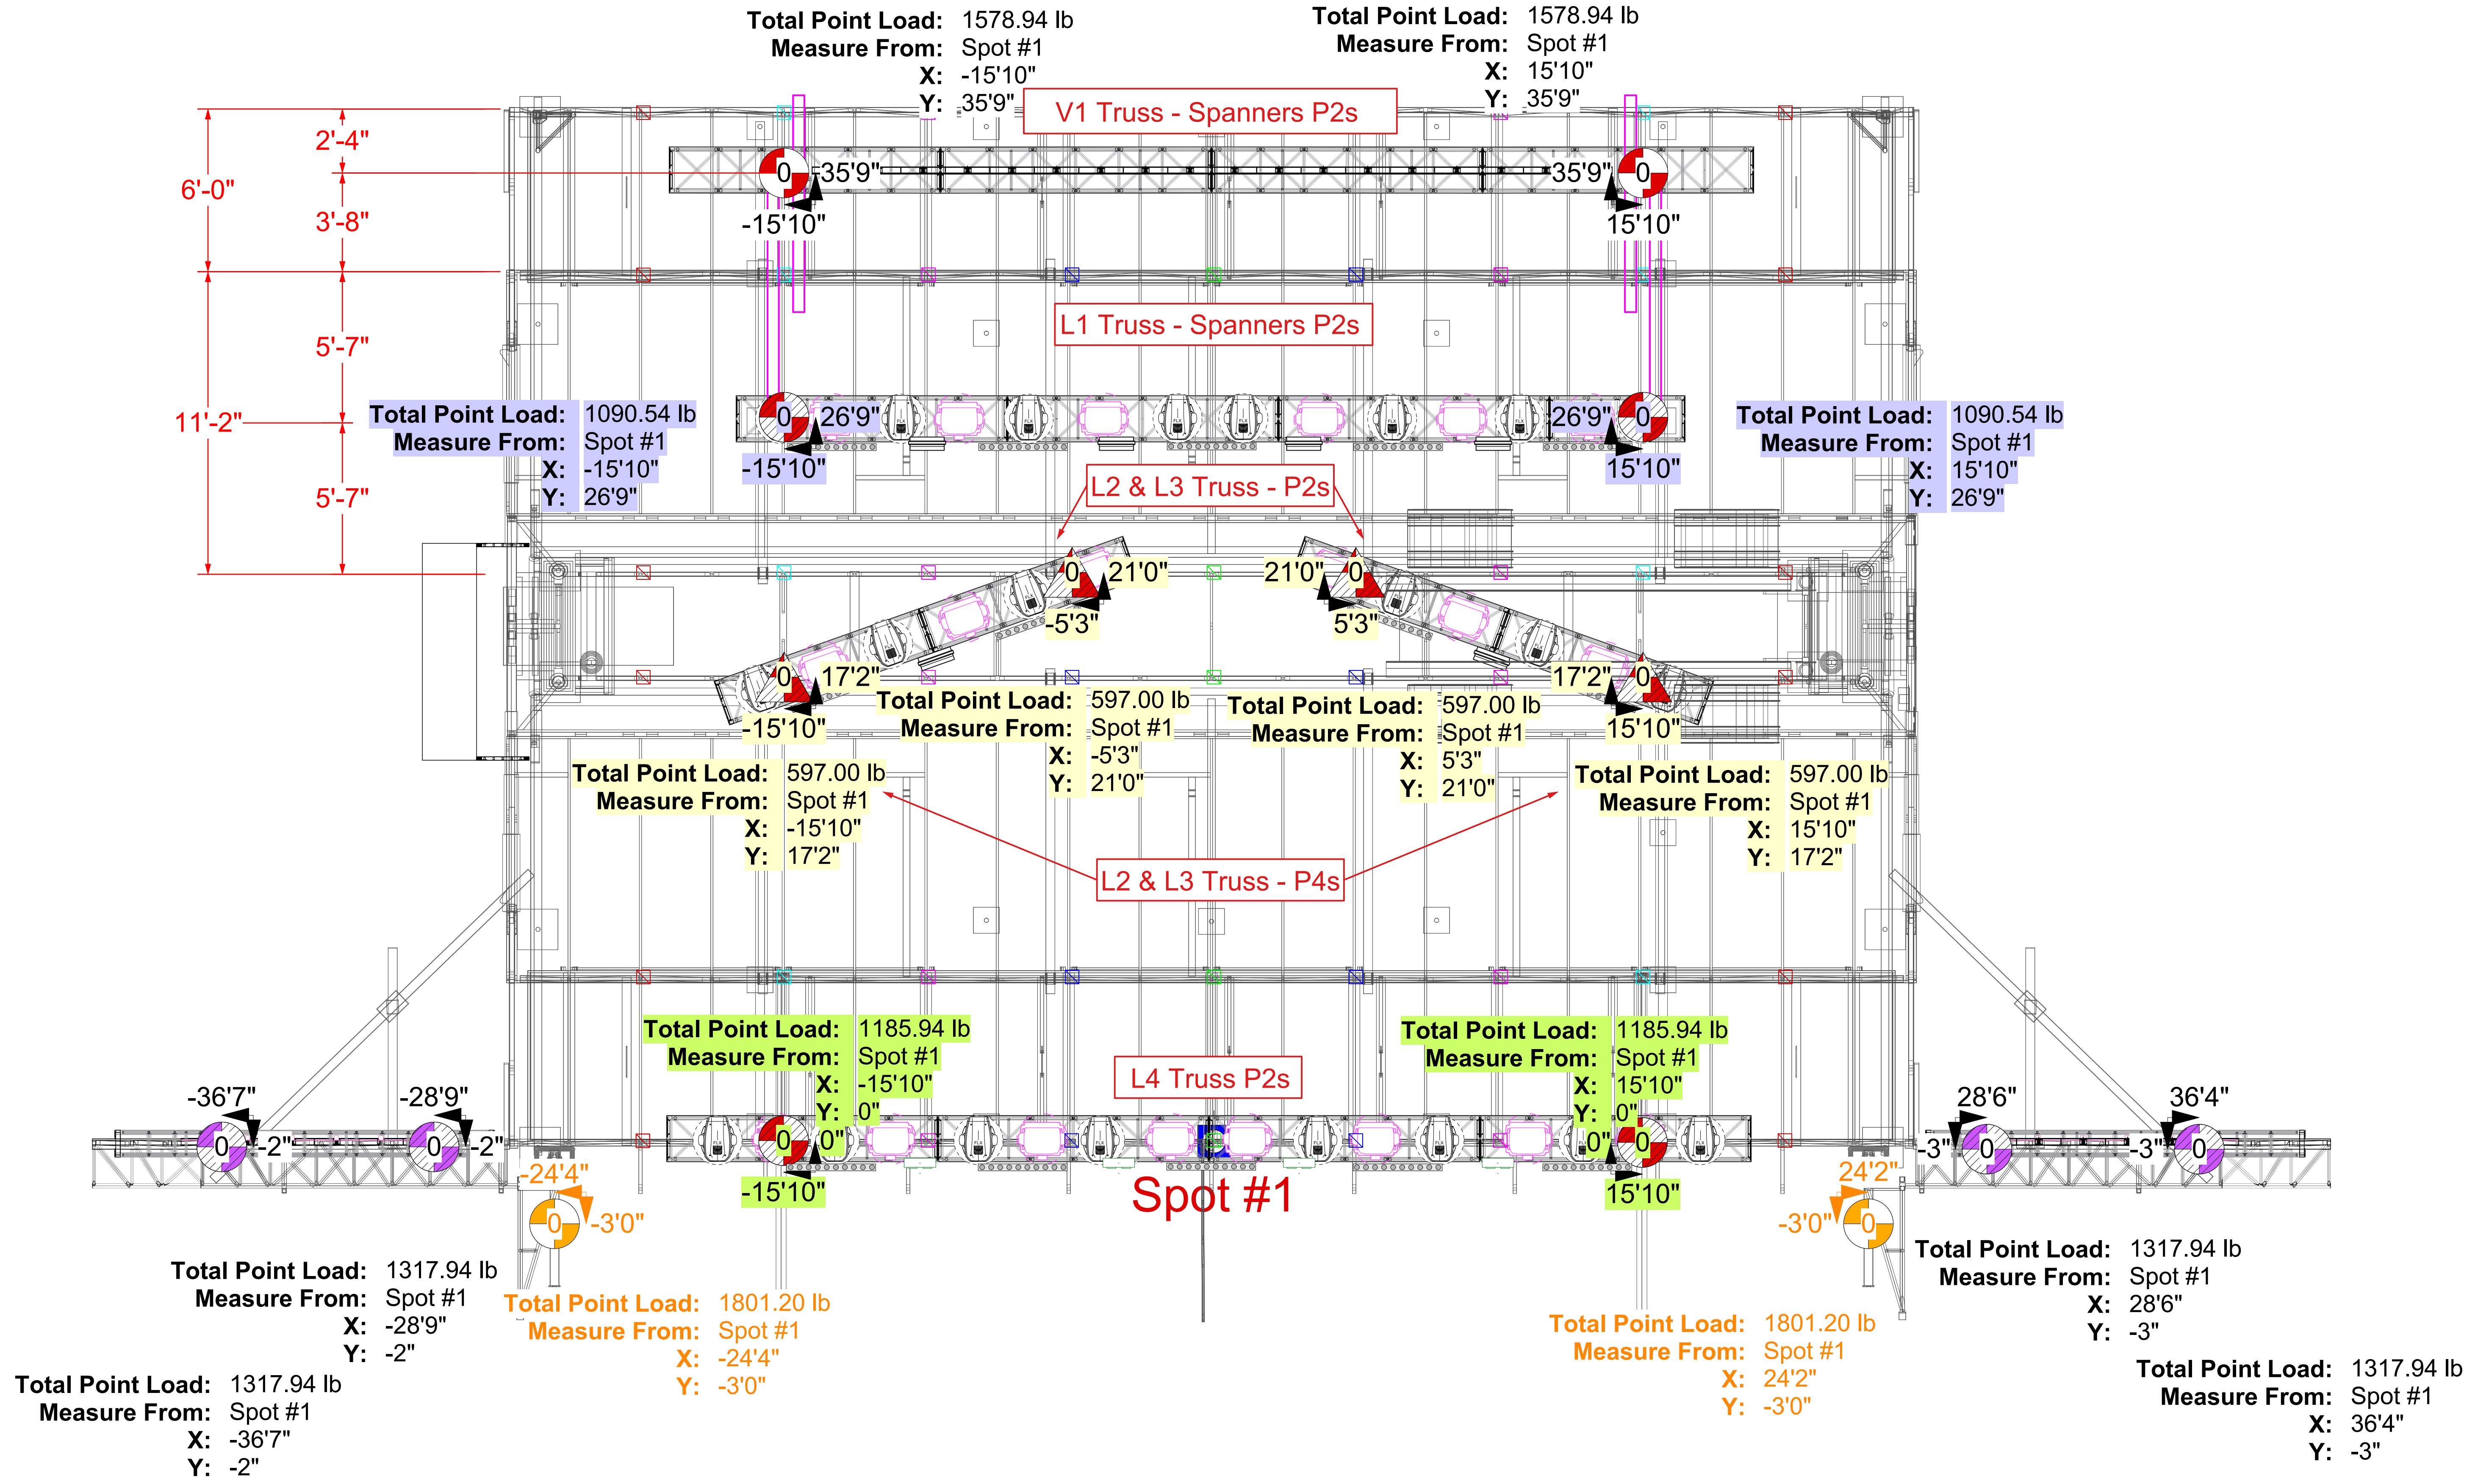 Total Point Load: 1578.94 lb
Measure From: Spot #1
X: -15'10"
Y: 35'9"
Total Point Load: 1578.94 lb
Measure From: Spot #1
X: 15'10"
Y: 35'9"
V1 Truss - Spanners P2s
2'-4"
6'-0"
3'-8"
0 -35'9"
-15'10"
35'9" 0
15'10"
L1 Truss - Spanners P2s
5'-7"
11'-2"
5'-7"
Total Point Load: 1090.54 lb
Measure From: Spot #1
X: -15'10"
Y: 26'9"
0 26'9"
-15'10"
26'9" 0
15'10"
Total Point Load: 1090.54 lb
Measure From: Spot #1
X: 15'10"
Y: 26'9"
L2 & L3 Truss - P2s
0 21'0"
-5'3"
21'0" 0
5'3"
0 17'2"
-15'10"
17'2" 0
15'10"
Total Point Load: 597.00 lb
Measure From: Spot #1
X: -5'3"
Y: 21'0"
Total Point Load: 597.00 lb
Measure From: Spot #1
X: 5'3"
Y: 21'0"
Total Point Load: 597.00 lb
Measure From: Spot #1
X: -15'10"
Y: 17'2"
Total Point Load: 597.00 lb
Measure From: Spot #1
X: 15'10"
Y: 17'2"
L2 & L3 Truss - P4s
Total Point Load: 1185.94 lb
Measure From: Spot #1
X: -15'10"
Y: 0"
L4 Truss P2s
Total Point Load: 1185.94 lb
Measure From: Spot #1
X: 15'10"
Y: 0"
-36'7"
0 -2"
-28'9"
0 -2"
0 0"
-15'10"
0" 0
15'10"
28'6"
-3" 0
36'4"
-3" 0
Spot #1
-24'4"
0 -3'0"
24'2"
-3'0" 0
Total Point Load: 1317.94 lb
Measure From: Spot #1
X: -28'9"
Y: -2"
Total Point Load: 1801.20 lb
Measure From: Spot #1
X: -24'4"
Y: -3'0"
Total Point Load: 1801.20 lb
Measure From: Spot #1
X: 24'2"
Y: -3'0"
Total Point Load: 1317.94 lb
Measure From: Spot #1
X: 28'6"
Y: -3"
Total Point Load: 1317.94 lb
Measure From: Spot #1
X: -36'7"
Y: -2"
Total Point Load: 1317.94 lb
Measure From: Spot #1
X: 36'4"
Y: -3"